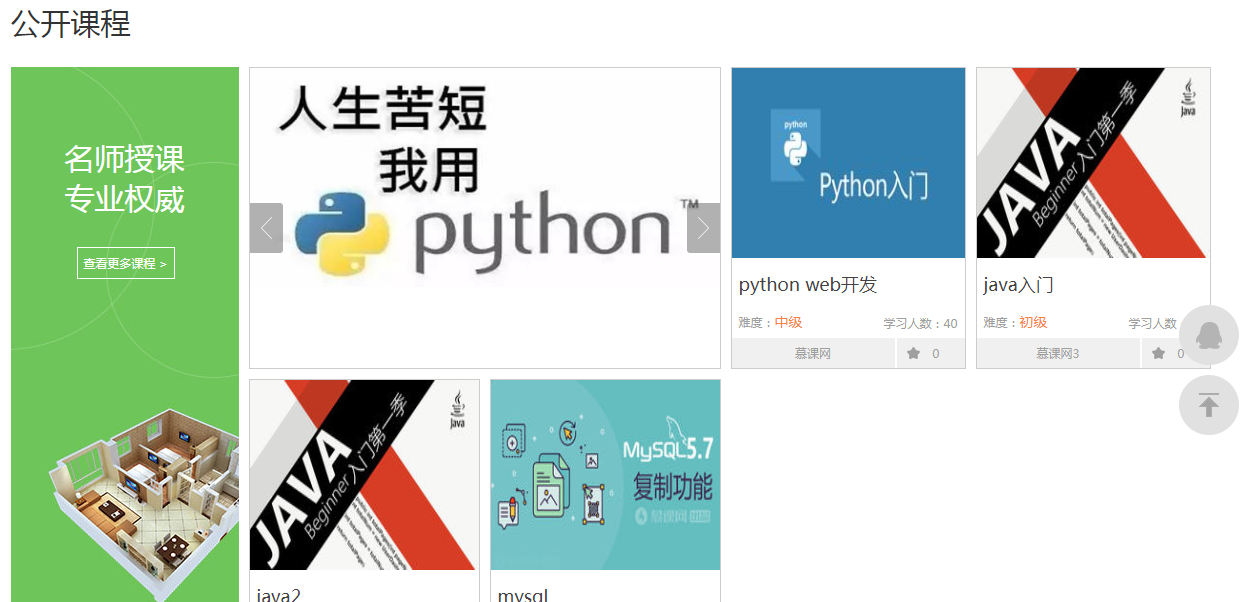 公开课程
名师授课
专业权威
查看更多课程 >
人生苦短
我用
python™
python
Python入门
python web开发
难度：中级
学习人数：40
慕课网
0
JAVA
Beginner入门第一季
Java
java入门
难度：初级
学习人数
慕课网3
0
JAVA
Beginner入门第一季
Java
java2
MySQL5.7
复制功能
慕课网
mysql